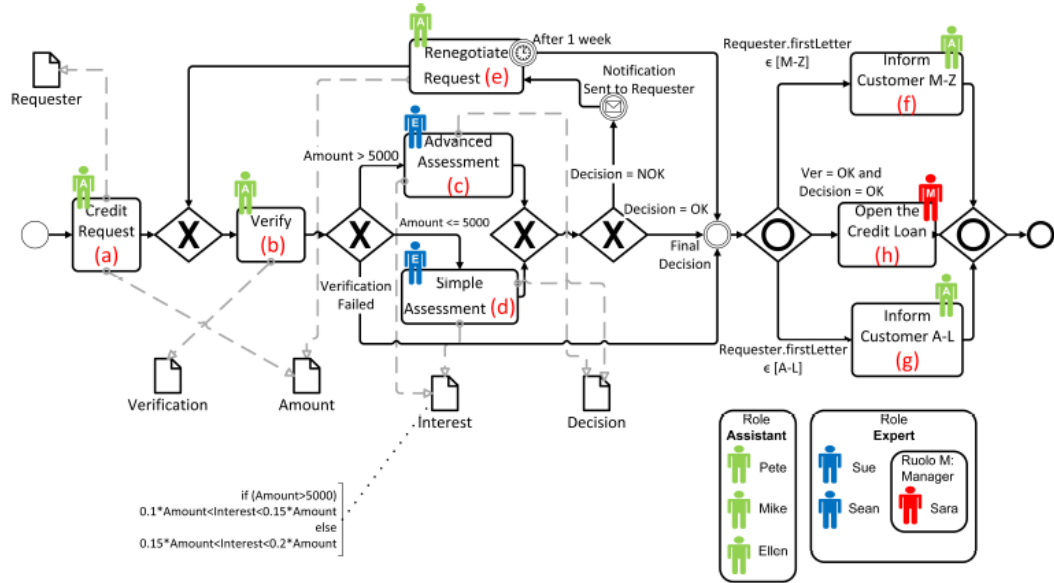 A
After 1 week
Renegotiate
Request (e)
Requester
Notification
Sent to Requester
Requester.firstLetter
ϵ [M-Z]
A
Inform
Customer M-Z
(f)
E
Advanced
Assessment
(c)
Amount > 5000
A
Credit
Request
(a)
X
A
Verify
(b)
X
Amount <= 5000
X
Decision = NOK
X
Decision = OK
Final
Decision
Ver = OK and
Decision = OK
M
Open the
Credit Loan
(h)
Verification
Failed
E
Simple
Assessment (d)
Requester.firstLetter
ϵ [A-L]
A
Inform
Customer A-L
(g)
Verification
Amount
Interest
Decision
if (Amount>5000)
0.1*Amount<Interest<0.15*Amount
else
0.15*Amount<Interest<0.2*Amount
Role
Assistant
Pete
Mike
Ellen
Role
Expert
Sue
Sean
Ruolo M:
Manager
Sara